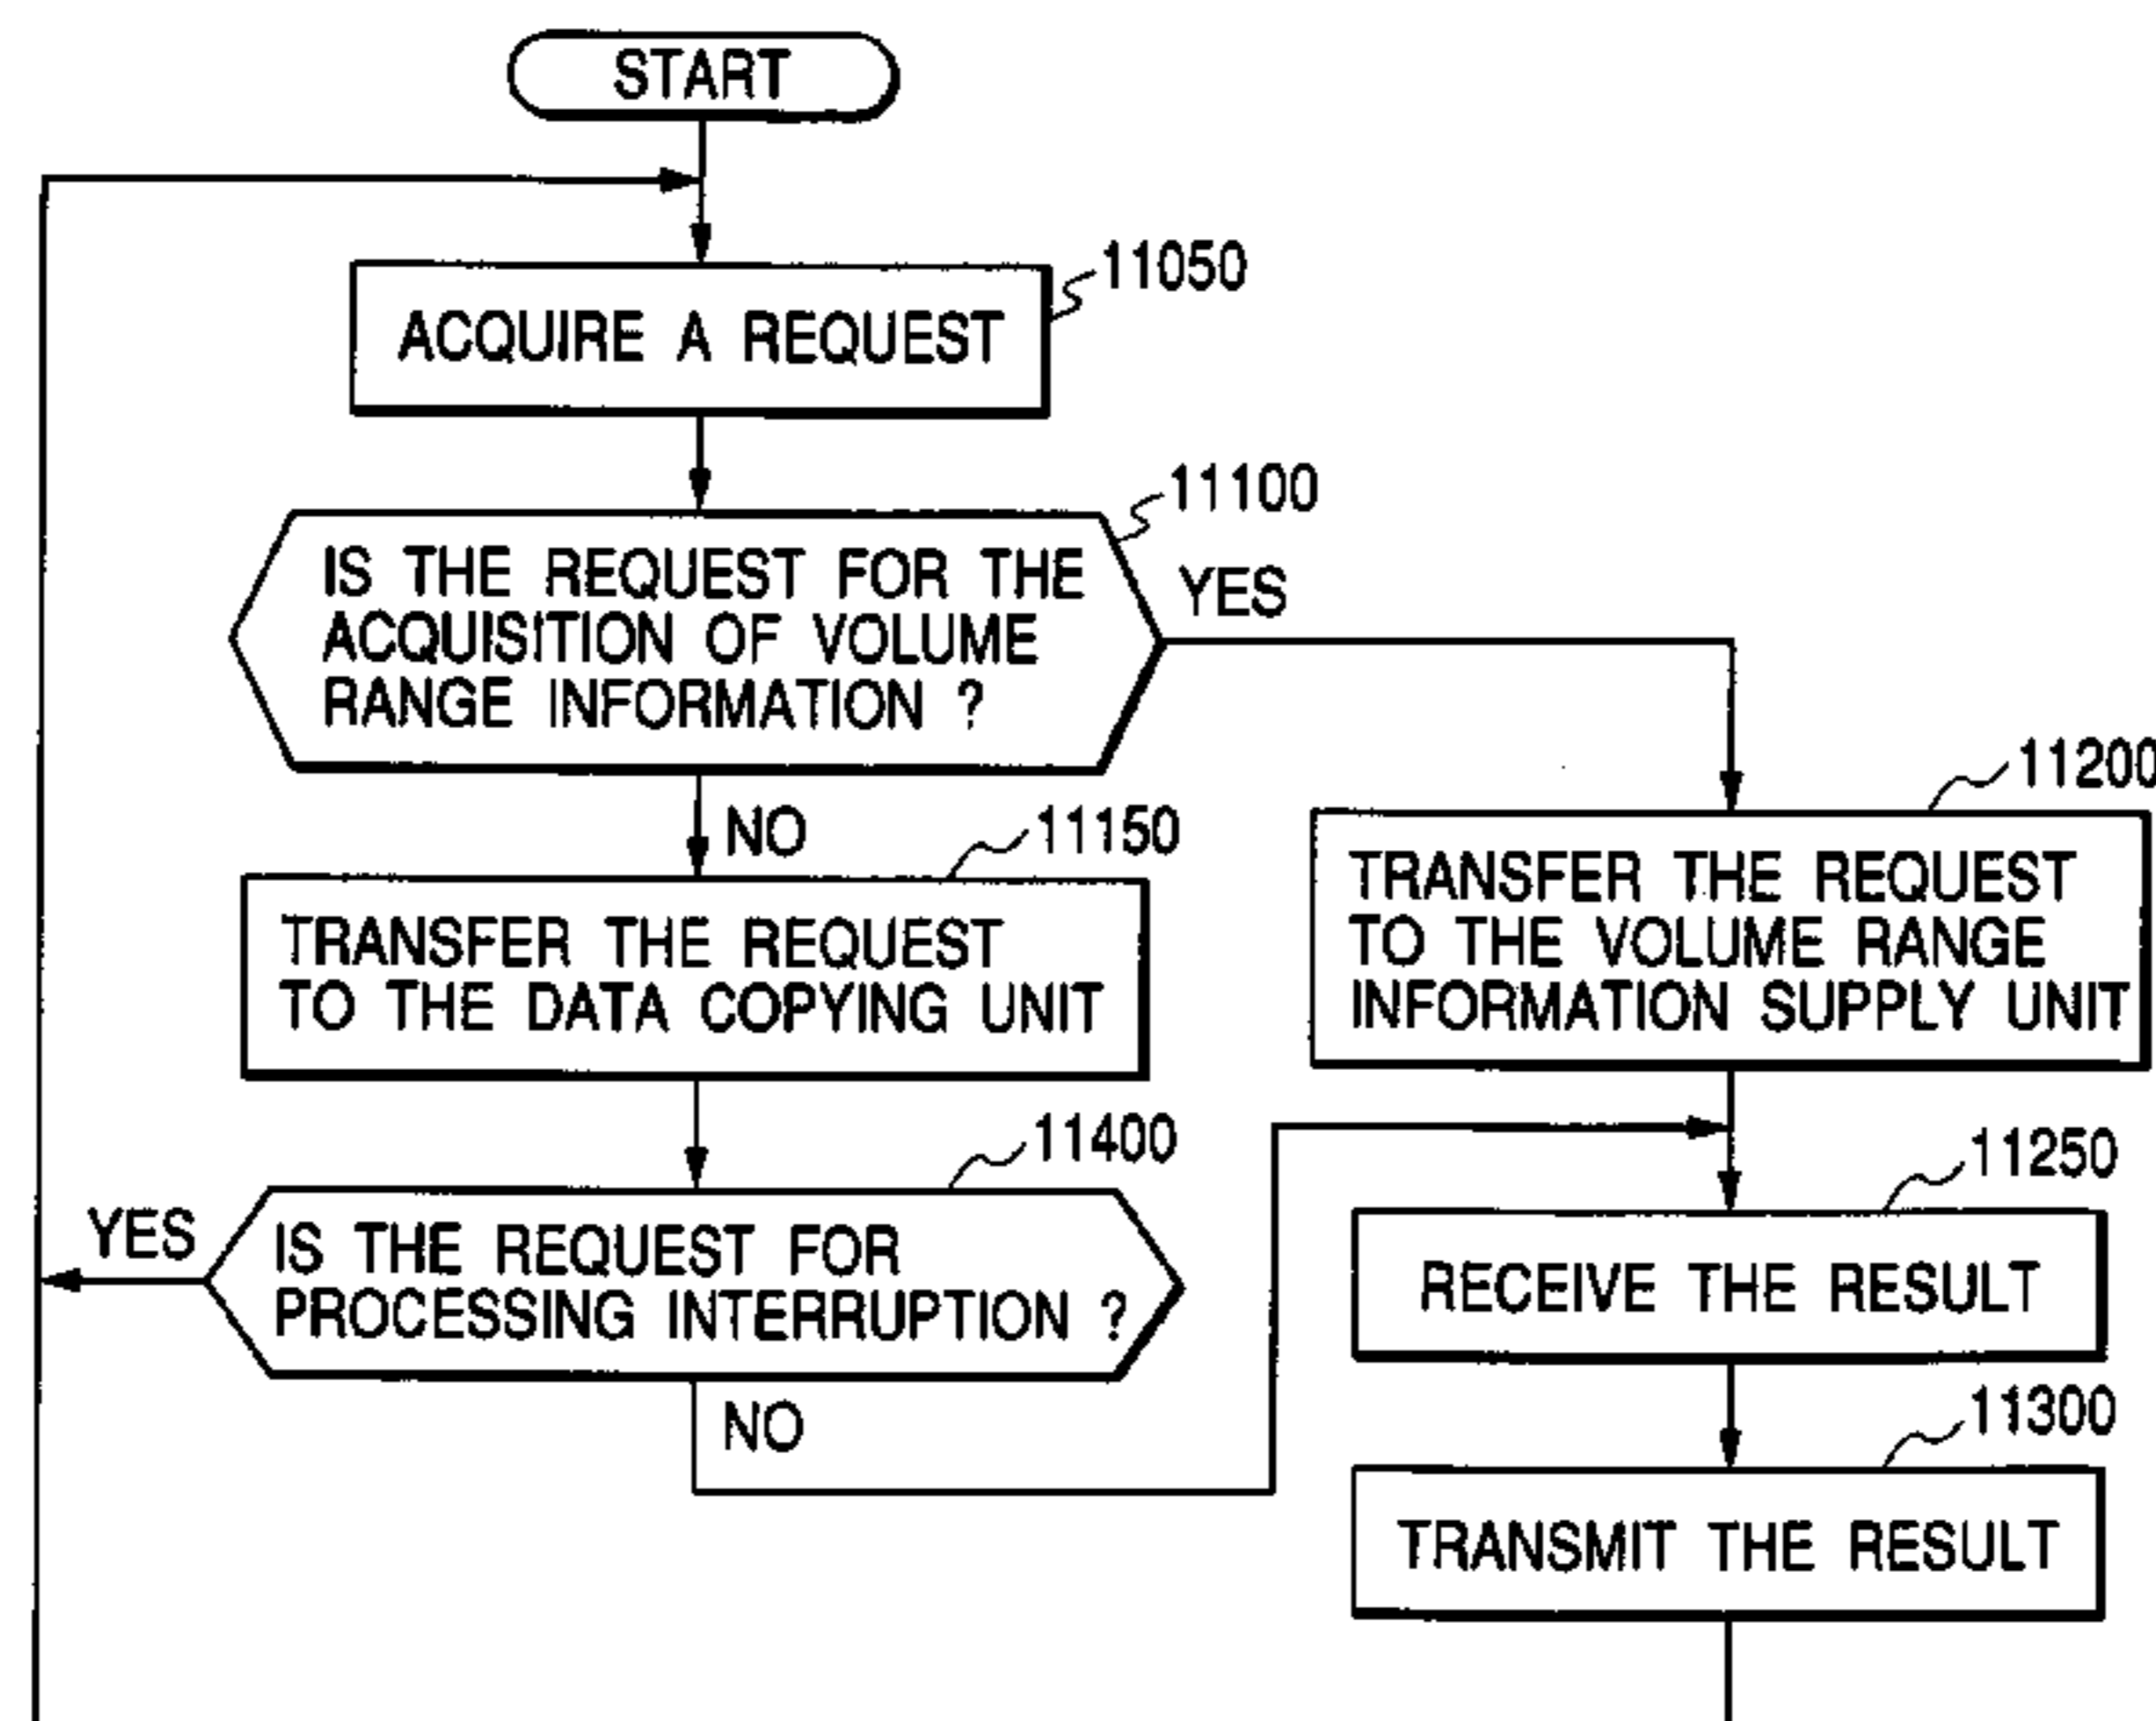 START
11050
ACQUIRE A REQUEST
11100
IS THE REQUEST FOR THE
ACQUISITION OF VOLUME
RANGE INFORMATION ?
YES
NO
11150
TRANSFER THE REQUEST
TO THE DATA COPYING UNIT
11200
TRANSFER THE REQUEST
TO THE VOLUME RANGE
INFORMATION SUPPLY UNIT
11400
YES
IS THE REQUEST FOR
PROCESSING INTERRUPTION ?
NO
11250
RECEIVE THE RESULT
11300
TRANSMIT THE RESULT